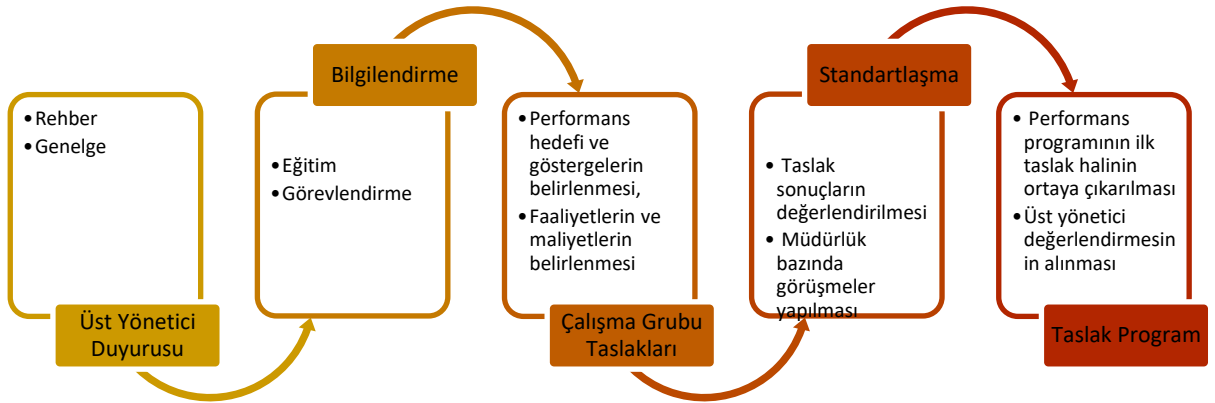 •Rehber
•Genelge
Üst Yönetici
Duyurusu
Bilgilendirme
•Eğitim
•Görevlendirme
•Performans
hedefi ve
göstergelerin
belirlenmesi,
•Faaliyetlerin ve
maliyetlerin
belirlenmesi
Çalışma Grubu
Taslakları
Standartlaşma
• Taslak
sonuçların
değerlendirilmesi
• Müdürlük
bazında
görüşmeler
yapılması
• Performans
programının ilk
taslak halinin
ortaya çıkarılması
•Üst yönetici
değerlendirmesin
in alınması
Taslak Program